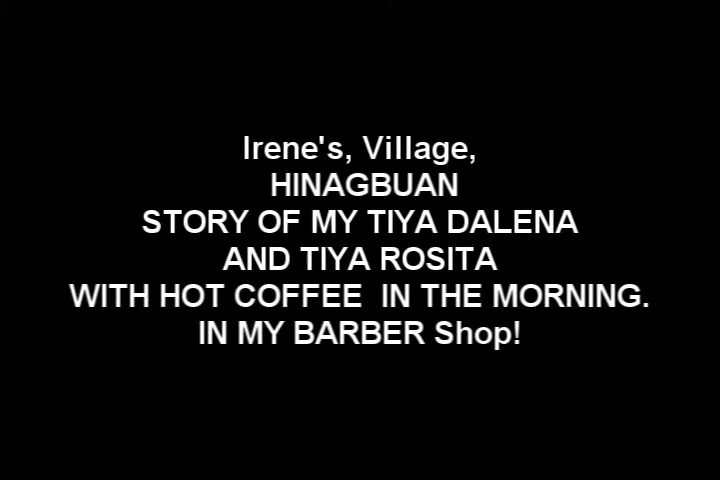 Irene's, Village,
HINAGBUAN
STORY OF MY TIYA DALENA
AND TIYA ROSITA
WITH HOT COFFEE  IN THE MORNING.
IN MY BARBER Shop!